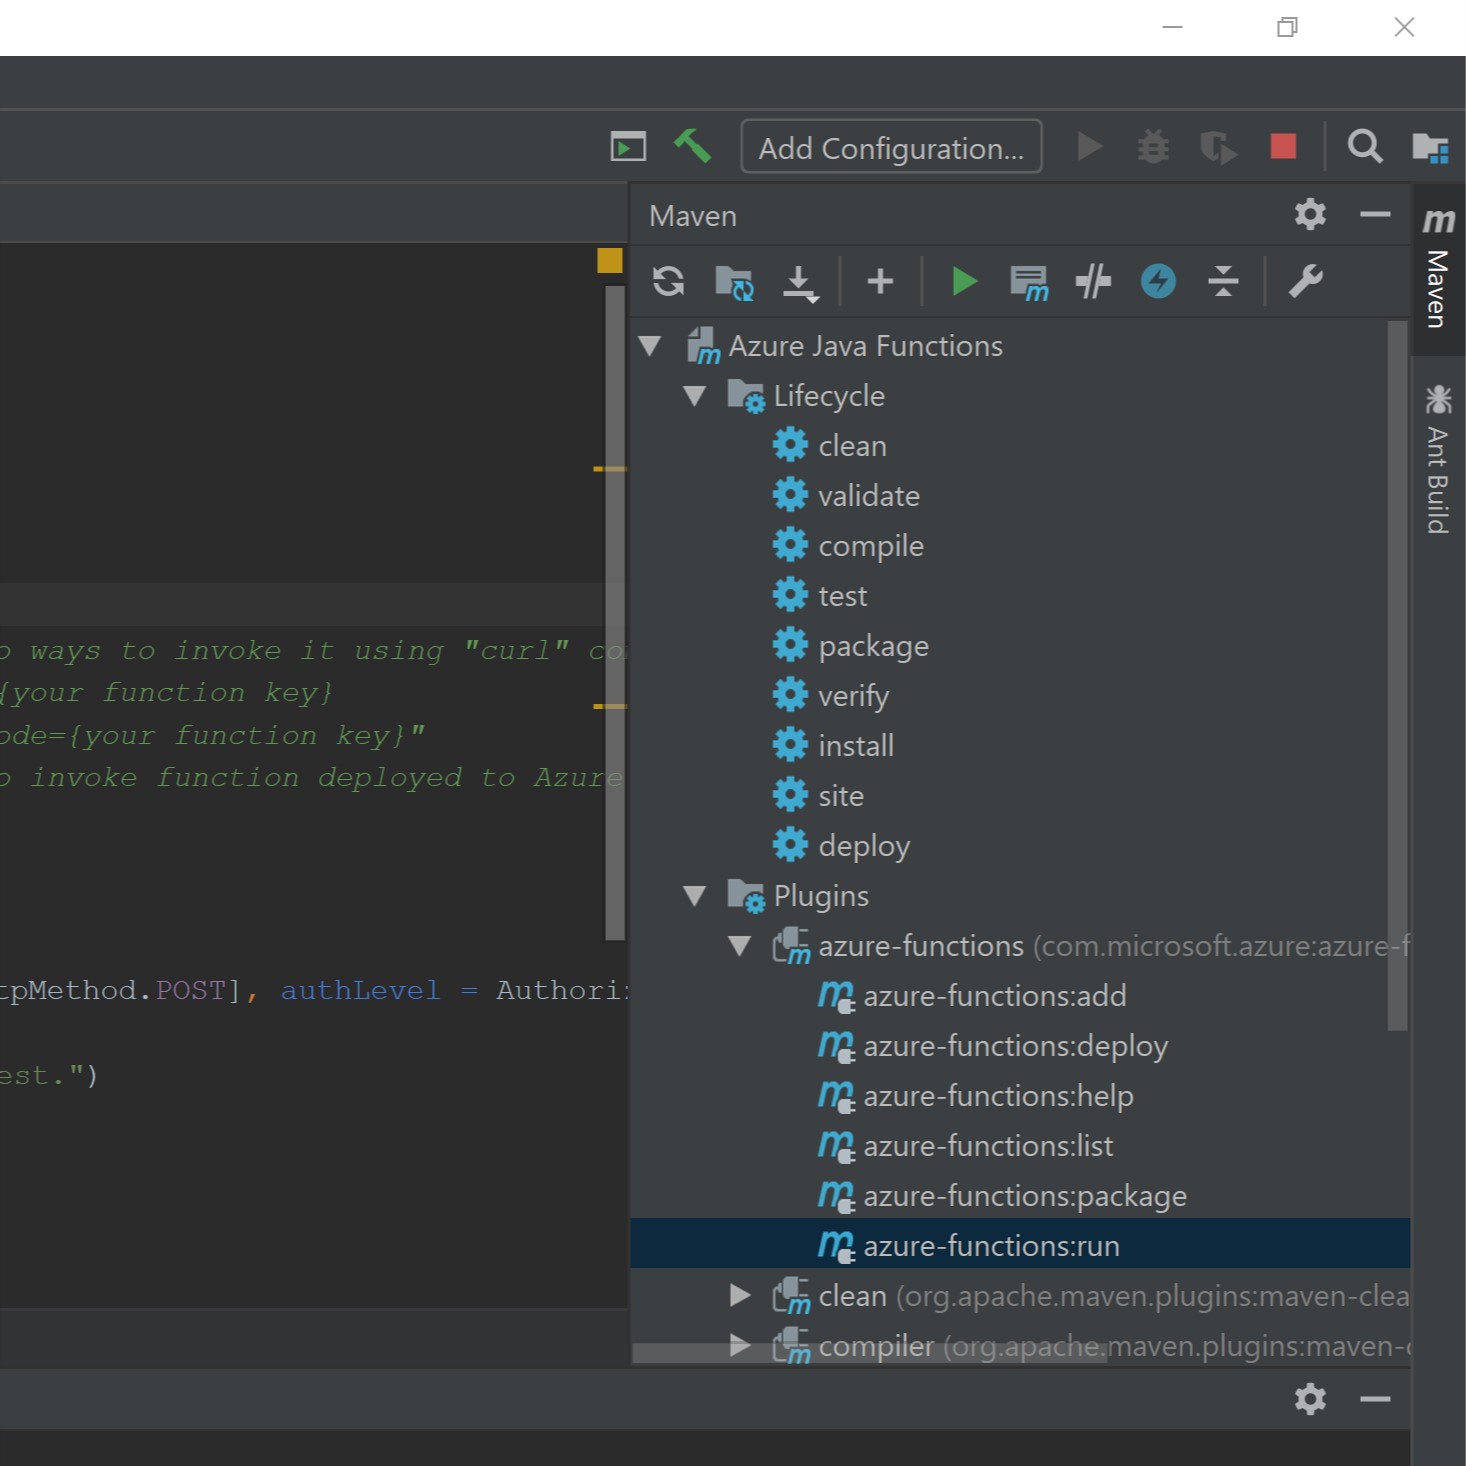 Add Configuration...
Maven
Maven
Ant Build
Azure Java Functions
Lifecycle
clean
validate
compile
test
package
verify
install
site
deploy
Plugins
azure-functions (com.microsoft.azure:azure-f
azure-functions:add
azure-functions:deploy
azure-functions:help
azure-functions:list
azure-functions:package
azure-functions:run
clean (org.apache.maven.plugins:maven-clea
compiler (org.apache.maven.plugins:maven-c
o ways to invoke it using "curl" co
{your function key}
ode={your function key}"
o invoke function deployed to Azure
tpMethod.POST], authLevel = Authori
est.")